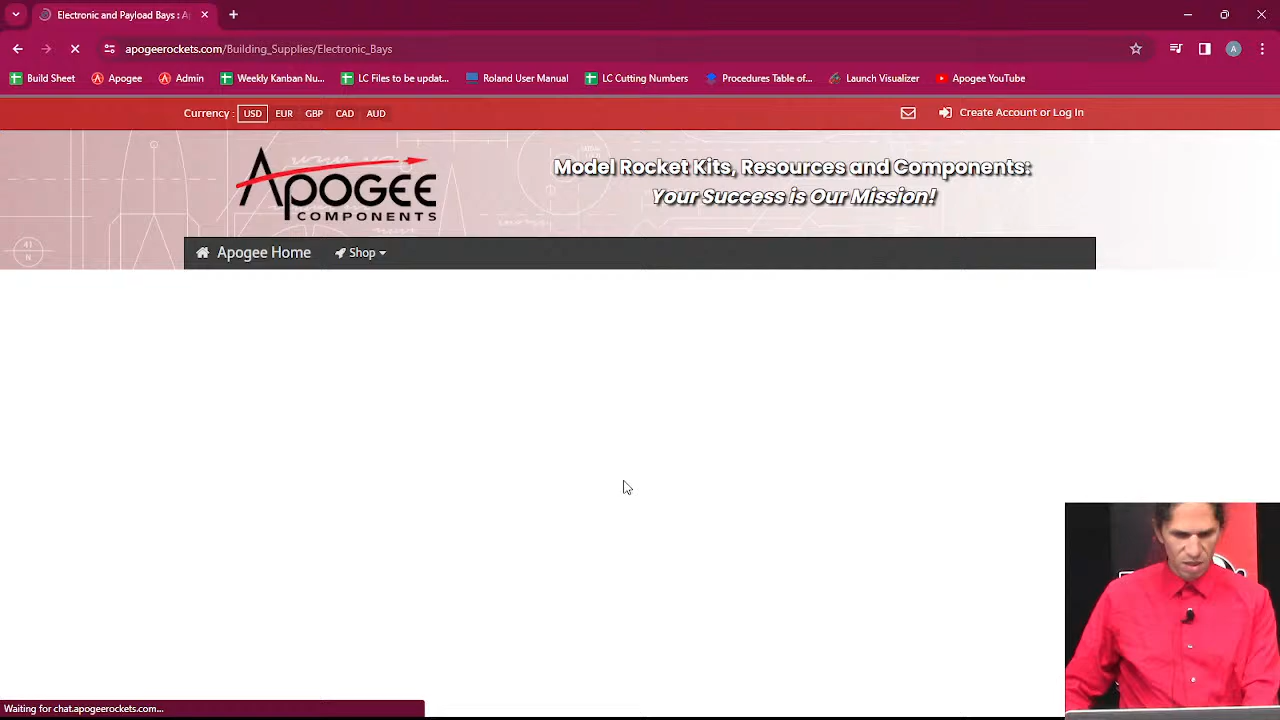 Electronic and Payload Bays : Ap
apogeerockets.com/Building_Supplies/Electronic_Bays
A
Build Sheet
Apogee
Admin
Weekly Kanban Nu...
LC Files to be updat...
Roland User Manual
LC Cutting Numbers
Procedures Table of...
Launch Visualizer
Apogee YouTube
Currency : USD EUR GBP CAD AUD
Create Account or Log In
APOGEE
COMPONENTS
Model Rocket Kits, Resources and Components:
Your Success is Our Mission!
41
N
Apogee Home
Shop
Waiting for chat.apogeerockets.com...